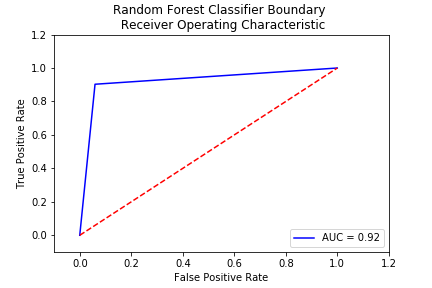 Random Forest Classifier Boundary
Receiver Operating Characteristic
1.2
1.0
0.8
0.6
0.4
0.2
0.0
True Positive Rate
0.0 0.2 0.4 0.6 0.8 1.0 1.2
False Positive Rate
AUC = 0.92